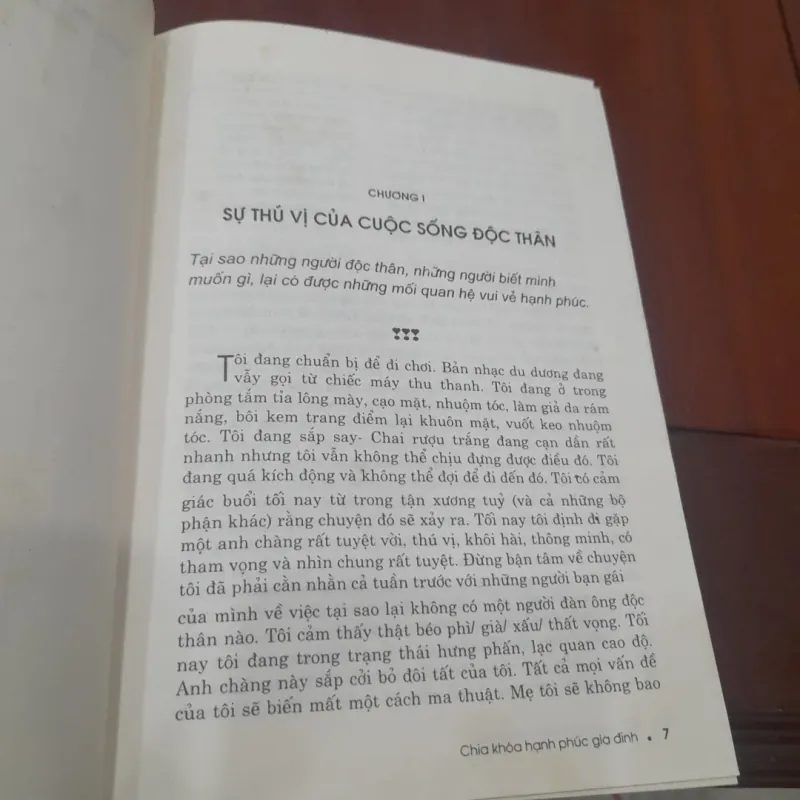 CHƯƠNG I
SỰ THÚ VỊ CỦA CUỘC SỐNG ĐỘC THÂN
Tại sao những người độc thân, những người biết mình
muốn gì, lại có được những mối quan hệ vui vẻ hạnh phúc.
Tôi đang chuẩn bị để đi chơi. Bản nhạc du dương đang
vẫy gọi từ chiếc máy thu thanh. Tôi đang ở trong
phòng tắm tỉa lông mày, cạo mặt, nhuộm tóc, làm giả da rám
nắng, bôi kem trang điểm lại khuôn mặt, vuốt keo nhuộm
tóc. Tôi đang sắp say- Chai rượu trắng đang cạn dần rất
nhanh nhưng tôi vẫn không thể chịu đựng được điều đó. Tôi
đang quá kích động và không thể đợi để đi đến đó. Tôi có cảm
giác buổi tối nay từ trong tận xương tuỷ (và cả những bộ
phận khác) rằng chuyện đó sẽ xảy ra. Tối nay tôi định đi gặp
một anh chàng rất tuyệt vời, thú vị, khôi hài, thông minh, có
tham vọng và nhìn chung rất tuyệt. Đừng bận tâm về chuyện
tôi đã phải cằn nhằn cả tuần trước với những người bạn gái
của mình về việc tại sao lại không có một người đàn ông độc
thân nào. Tôi cảm thấy thật béo phì/ già/ xấu/ thất vọng. Tối
nay tôi đang trong trạng thái hưng phấn, lạc quan cao độ.
Anh chàng này sắp cởi bỏ đôi tất của tôi. Tất cả mọi vấn đề
của tôi sẽ biến mất một cách ma thuật. Mẹ tôi sẽ không bao
Chìa khóa hạnh phúc gia đình • 7